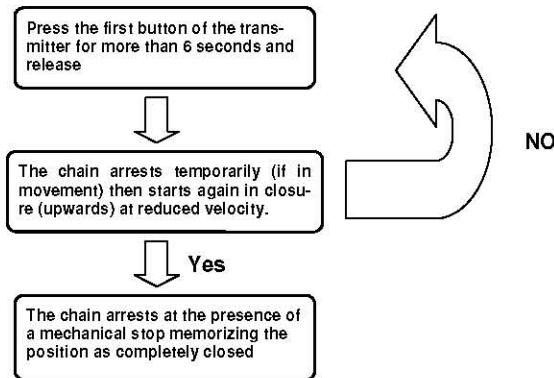 Press the first button of the trans-
mitter for more than 6 seconds and
release
The chain arrests temporarily (if in
movement) then starts again in closu-
re (upwards) at reduced velocity.
NO
Yes
The chain arrests at the presence of
a mechanical stop memorizing the
position as completely closed